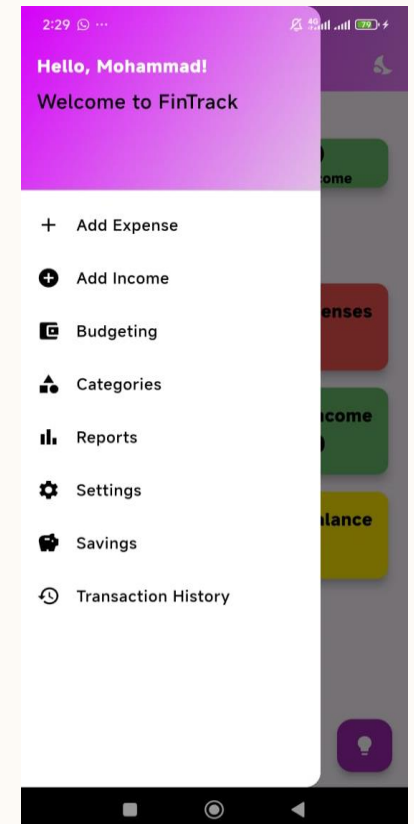 2:29
79
Hello, Mohammad!
Welcome to FinTrack
Add Expense
Add Income
Budgeting
Categories
Reports
Settings
Savings
Transaction History
ome
enses
come
lance